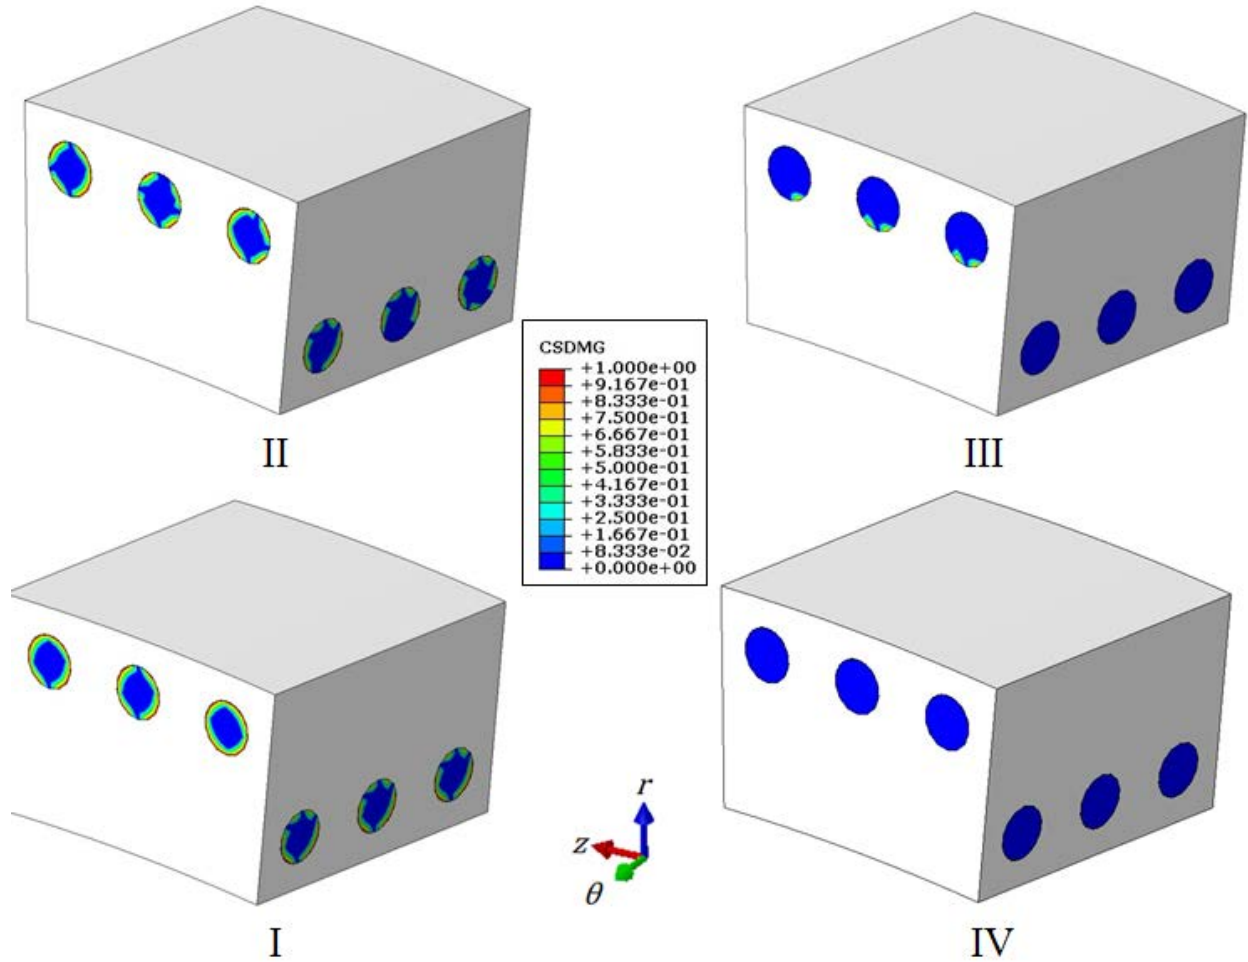 CSDMG
+1.000e+00
+9.167e-01
+8.333e-01
+7.500e-01
+6.667e-01
+5.833e-01
+5.000e-01
+4.167e-01
+3.333e-01
+2.500e-01
+1.667e-01
+8.333e-02
+0.000e+00
II
III
r
z
θ
I
IV